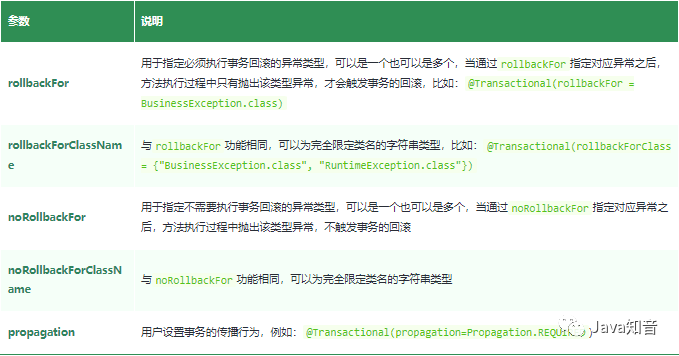 参数 说明
rollbackFor
用于指定必须执行事务回滚的异常类型，可以是一个也可以是多个，当通过 rollbackFor 指定对应异常之后，
方法执行过程中只有抛出该类型异常，才会触发事务的回滚，比如： @Transactional(rollbackFor =
BusinessException.class)
rollbackForClassNam
e
与 rollbackFor 功能相同，可以为完全限定类名的字符串类型，比如： @Transactional(rollbackForClass
= {"BusinessException.class", "RuntimeException.class"})
noRollbackFor
用于指定不需要执行事务回滚的异常类型，可以是一个也可以是多个，当通过 noRollbackFor 指定对应异常之
后，方法执行过程中抛出该类型异常，不触发事务的回滚
noRollbackForClassN
ame
与 noRollbackFor 功能相同，可以为完全限定类名的字符串类型
propagation 用户设置事务的传播行为，例如： @Transactional(propagation=Propagation.REQUIRED)
Java知音